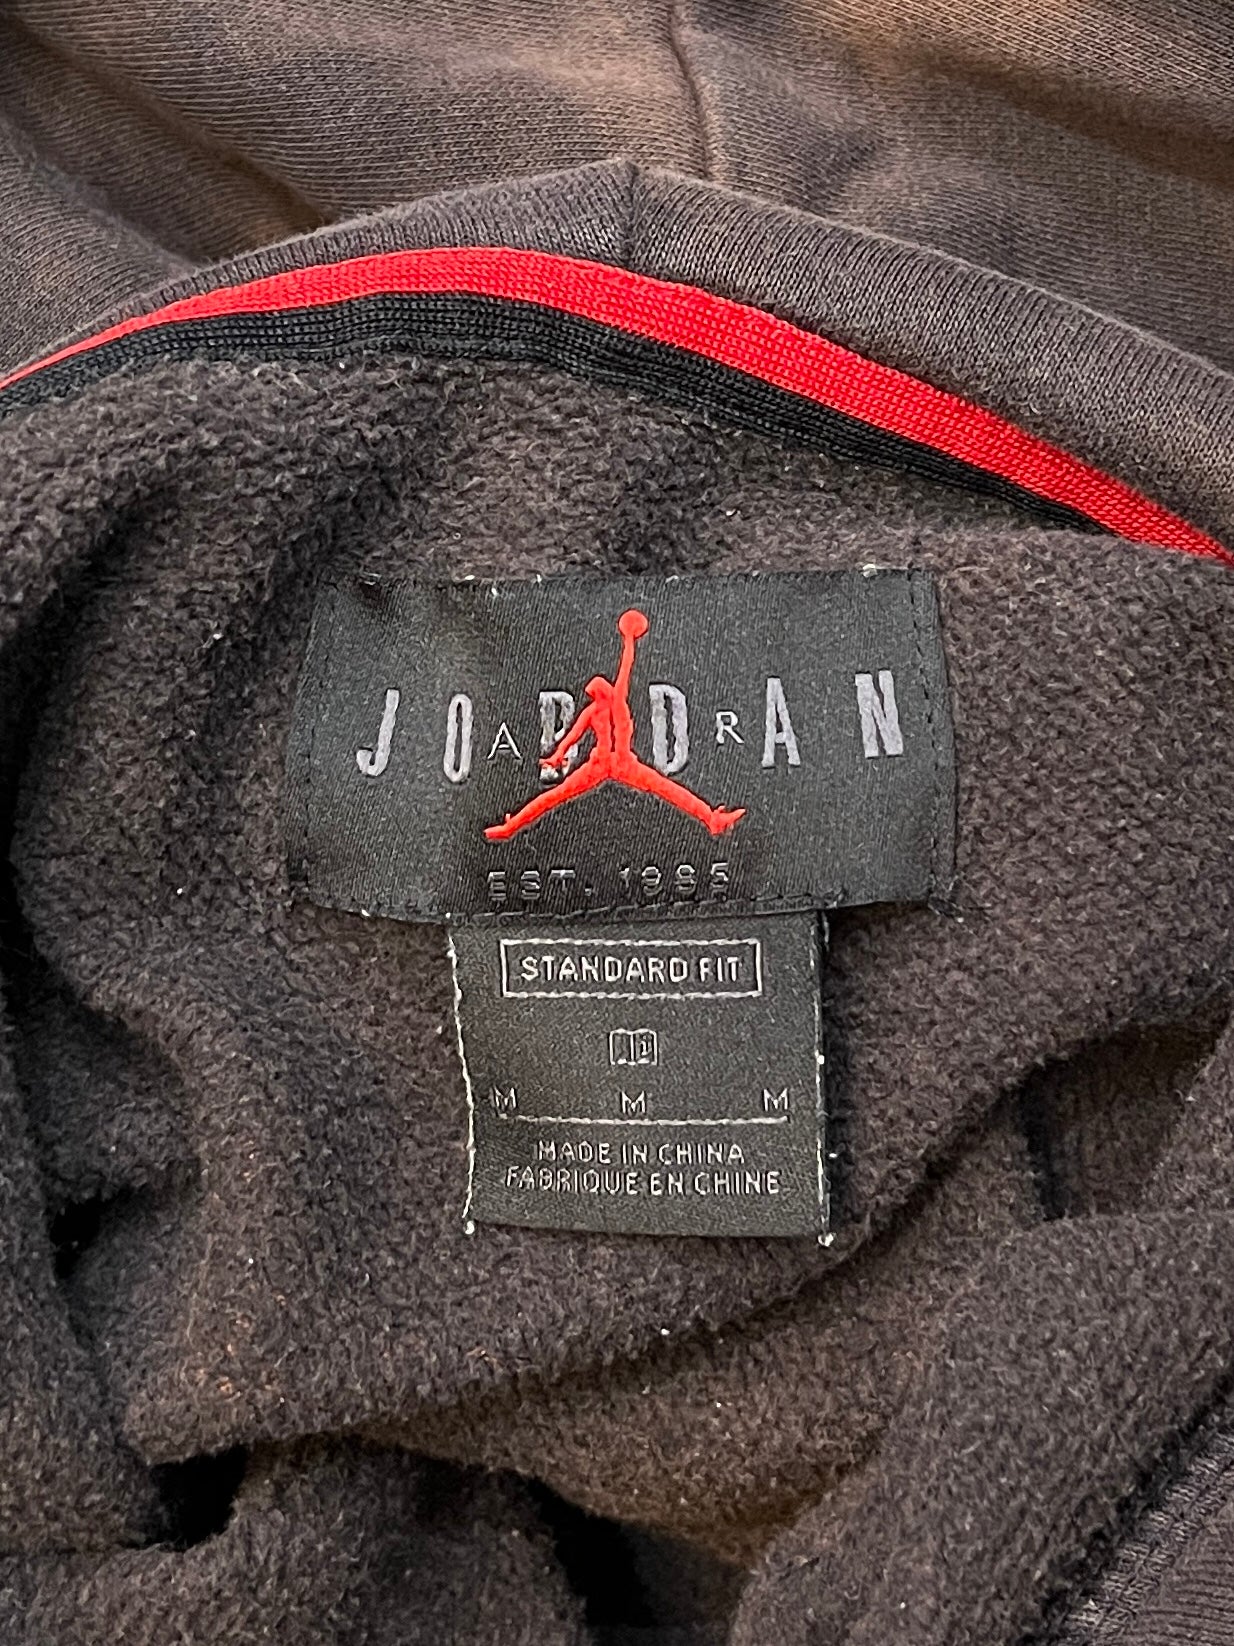 JORDAN
AIR
EST. 1985
STANDARD FIT
M M M
MADE IN CHINA
FABRIQUE EN CHINE